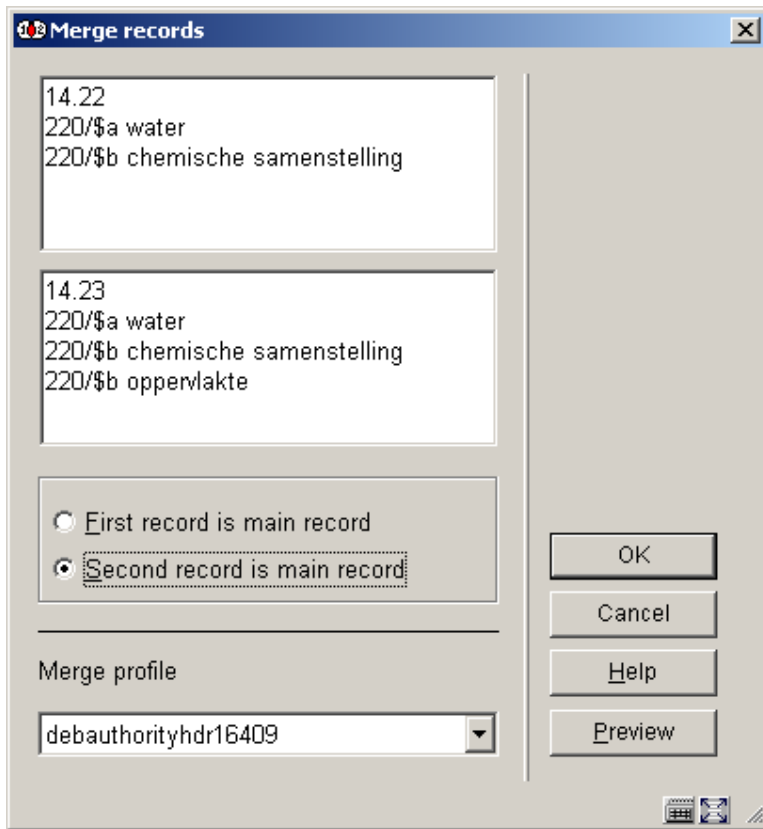 Merge records
14.22
220/$a water
220/$b chemische samenstelling
14.23
220/$a water
220/$b chemische samenstelling
220/$b oppervlakte
First record is main record
Second record is main record
OK
Cancel
Merge profile
Help
debauthorityhdr16409
Preview